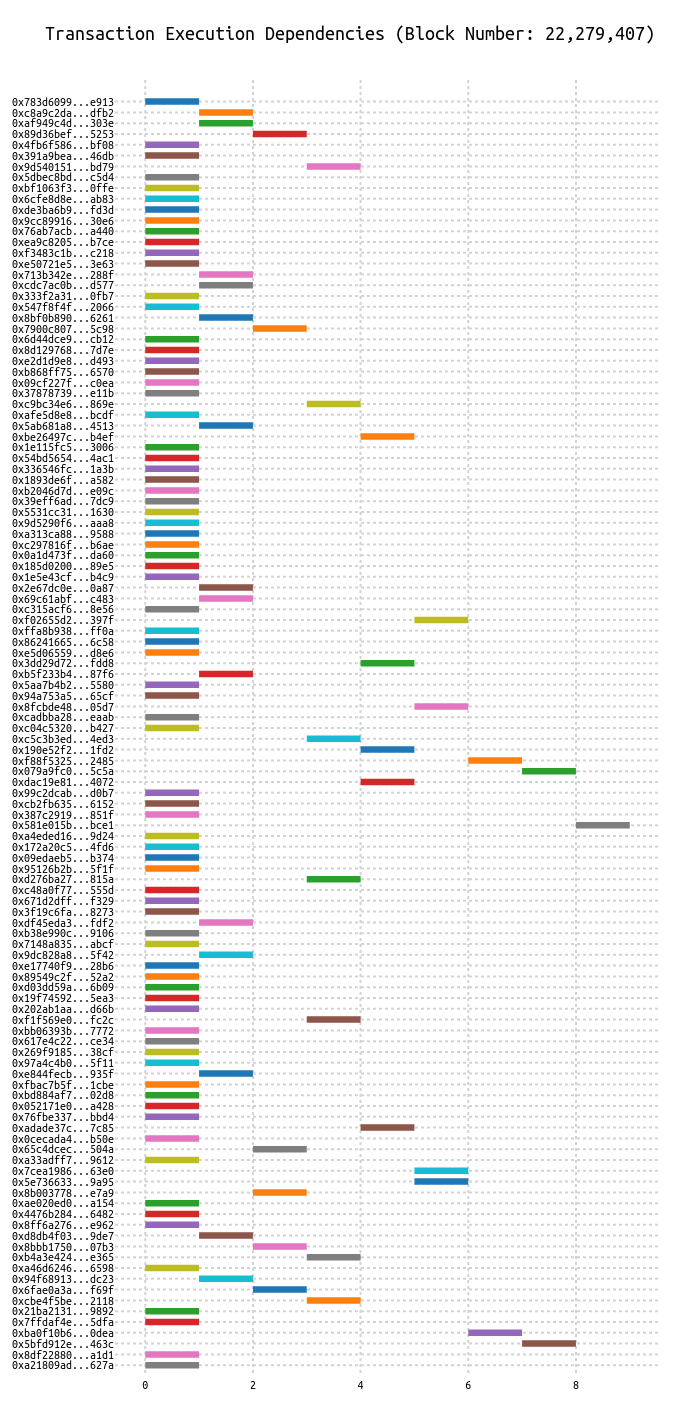 Transaction Execution Dependencies (Block Number: 22,279,407)
0x783d6099...e913
0xc8a9c2da...dfb2
0xaf949c4d...303e
0x89d36bef...5253
0x4fb6f586...bf08
0x391a9bea...46db
0x9d540151...bd79
0x5dbec8bd...c5d4
0xbf1063f3...0ffe
0x6cfe8d8e...ab83
0xde3ba6b9...fd3d
0x9cc89916...30e6
0x76ab7acb...a440
0xea9c8205...b7ce
0xf3483c1b...c218
0xe50721e5...3e63
0x713b342e...288f
0xcdc7ac0b...d577
0x333f2a31...0fb7
0x547f8f4f...2066
0x8bf0b890...6261
0x7900c807...5c98
0x6d44dce9...cb12
0x8d129768...7d7e
0xe2d1d9e8...d493
0xb868ff75...6570
0x09cf227f...c0ea
0x37878739...e11b
0xc9bc34e6...869e
0xafe5d8e8...bcdf
0x5ab681a8...4513
0xbe26497c...b4ef
0x1e115fc5...3006
0x54bd5654...4ac1
0x336546fc...1a3b
0x1893de6f...a582
0xb2046d7d...e09c
0x39eff6ad...7dc9
0x5531cc31...1630
0x9d5290f6...aaa8
0xa313ca88...9588
0xc297816f...b6ae
0x0a1d473f...da60
0x185d0200...89e5
0x1e5e43cf...b4c9
0x2e67dc0e...0a87
0x69c61abf...c483
0xc315acf6...8e56
0xf02655d2...397f
0xffa8b938...ff0a
0x86241665...6c58
0xe5d06559...d8e6
0x3dd29d72...fdd8
0xb5f233b4...87f6
0x5aa7b4b2...5580
0x94a753a5...65cf
0x8fcbde48...05d7
0xcadbba28...eaab
0xc04c5320...b427
0xc5c3b3ed...4ed3
0x190e52f2...1fd2
0xf88f5325...2485
0x079a9fc0...5c5a
0xdac19e81...4072
0x99c2dcab...d0b7
0xcb2fb635...6152
0x387c2919...851f
0x581e015b...bce1
0xa4eded16...9d24
0x172a20c5...4fd6
0x09edaeb5...b374
0x95126b2b...5f1f
0xd276ba27...815a
0xc48a0f77...555d
0x671d2dff...f329
0x3f19c6fa...8273
0xdf45eda3...fdf2
0xb38e990c...9106
0x7148a835...abcf
0x9dc828a8...5f42
0xe17740f9...28b6
0x89549c2f...52a2
0xd03dd59a...6b09
0x19f74592...5ea3
0x202ab1aa...d66b
0xf1f569e0...fc2c
0xbb06393b...7772
0x617e4c22...ce34
0x269f9185...38cf
0x97a4c4b0...5f11
0xe844fecb...935f
0xfbac7b5f...1cbe
0xbd884af7...02d8
0x052171e0...a428
0x76fbe337...bbd4
0xadade37c...7c85
0x0cecada4...b50e
0x65c4dcec...504a
0xa33adff7...9612
0x7cea1986...63e0
0x5e736633...9a95
0x8b003778...e7a9
0xae020ed0...a154
0x4476b284...6482
0x8ff6a276...e962
0xd8db4f03...9de7
0x8bbb1750...07b3
0xb4a3e424...e365
0xa46d6246...6598
0x94f68913...dc23
0x6fae0a3a...f69f
0xcbe4f5be...2118
0x21ba2131...9892
0x7ffdaf4e...5dfa
0xba0f10b6...0dea
0x5bfd912e...463c
0x8df22880...a1d1
0xa21809ad...627a
0 2 4 6 8